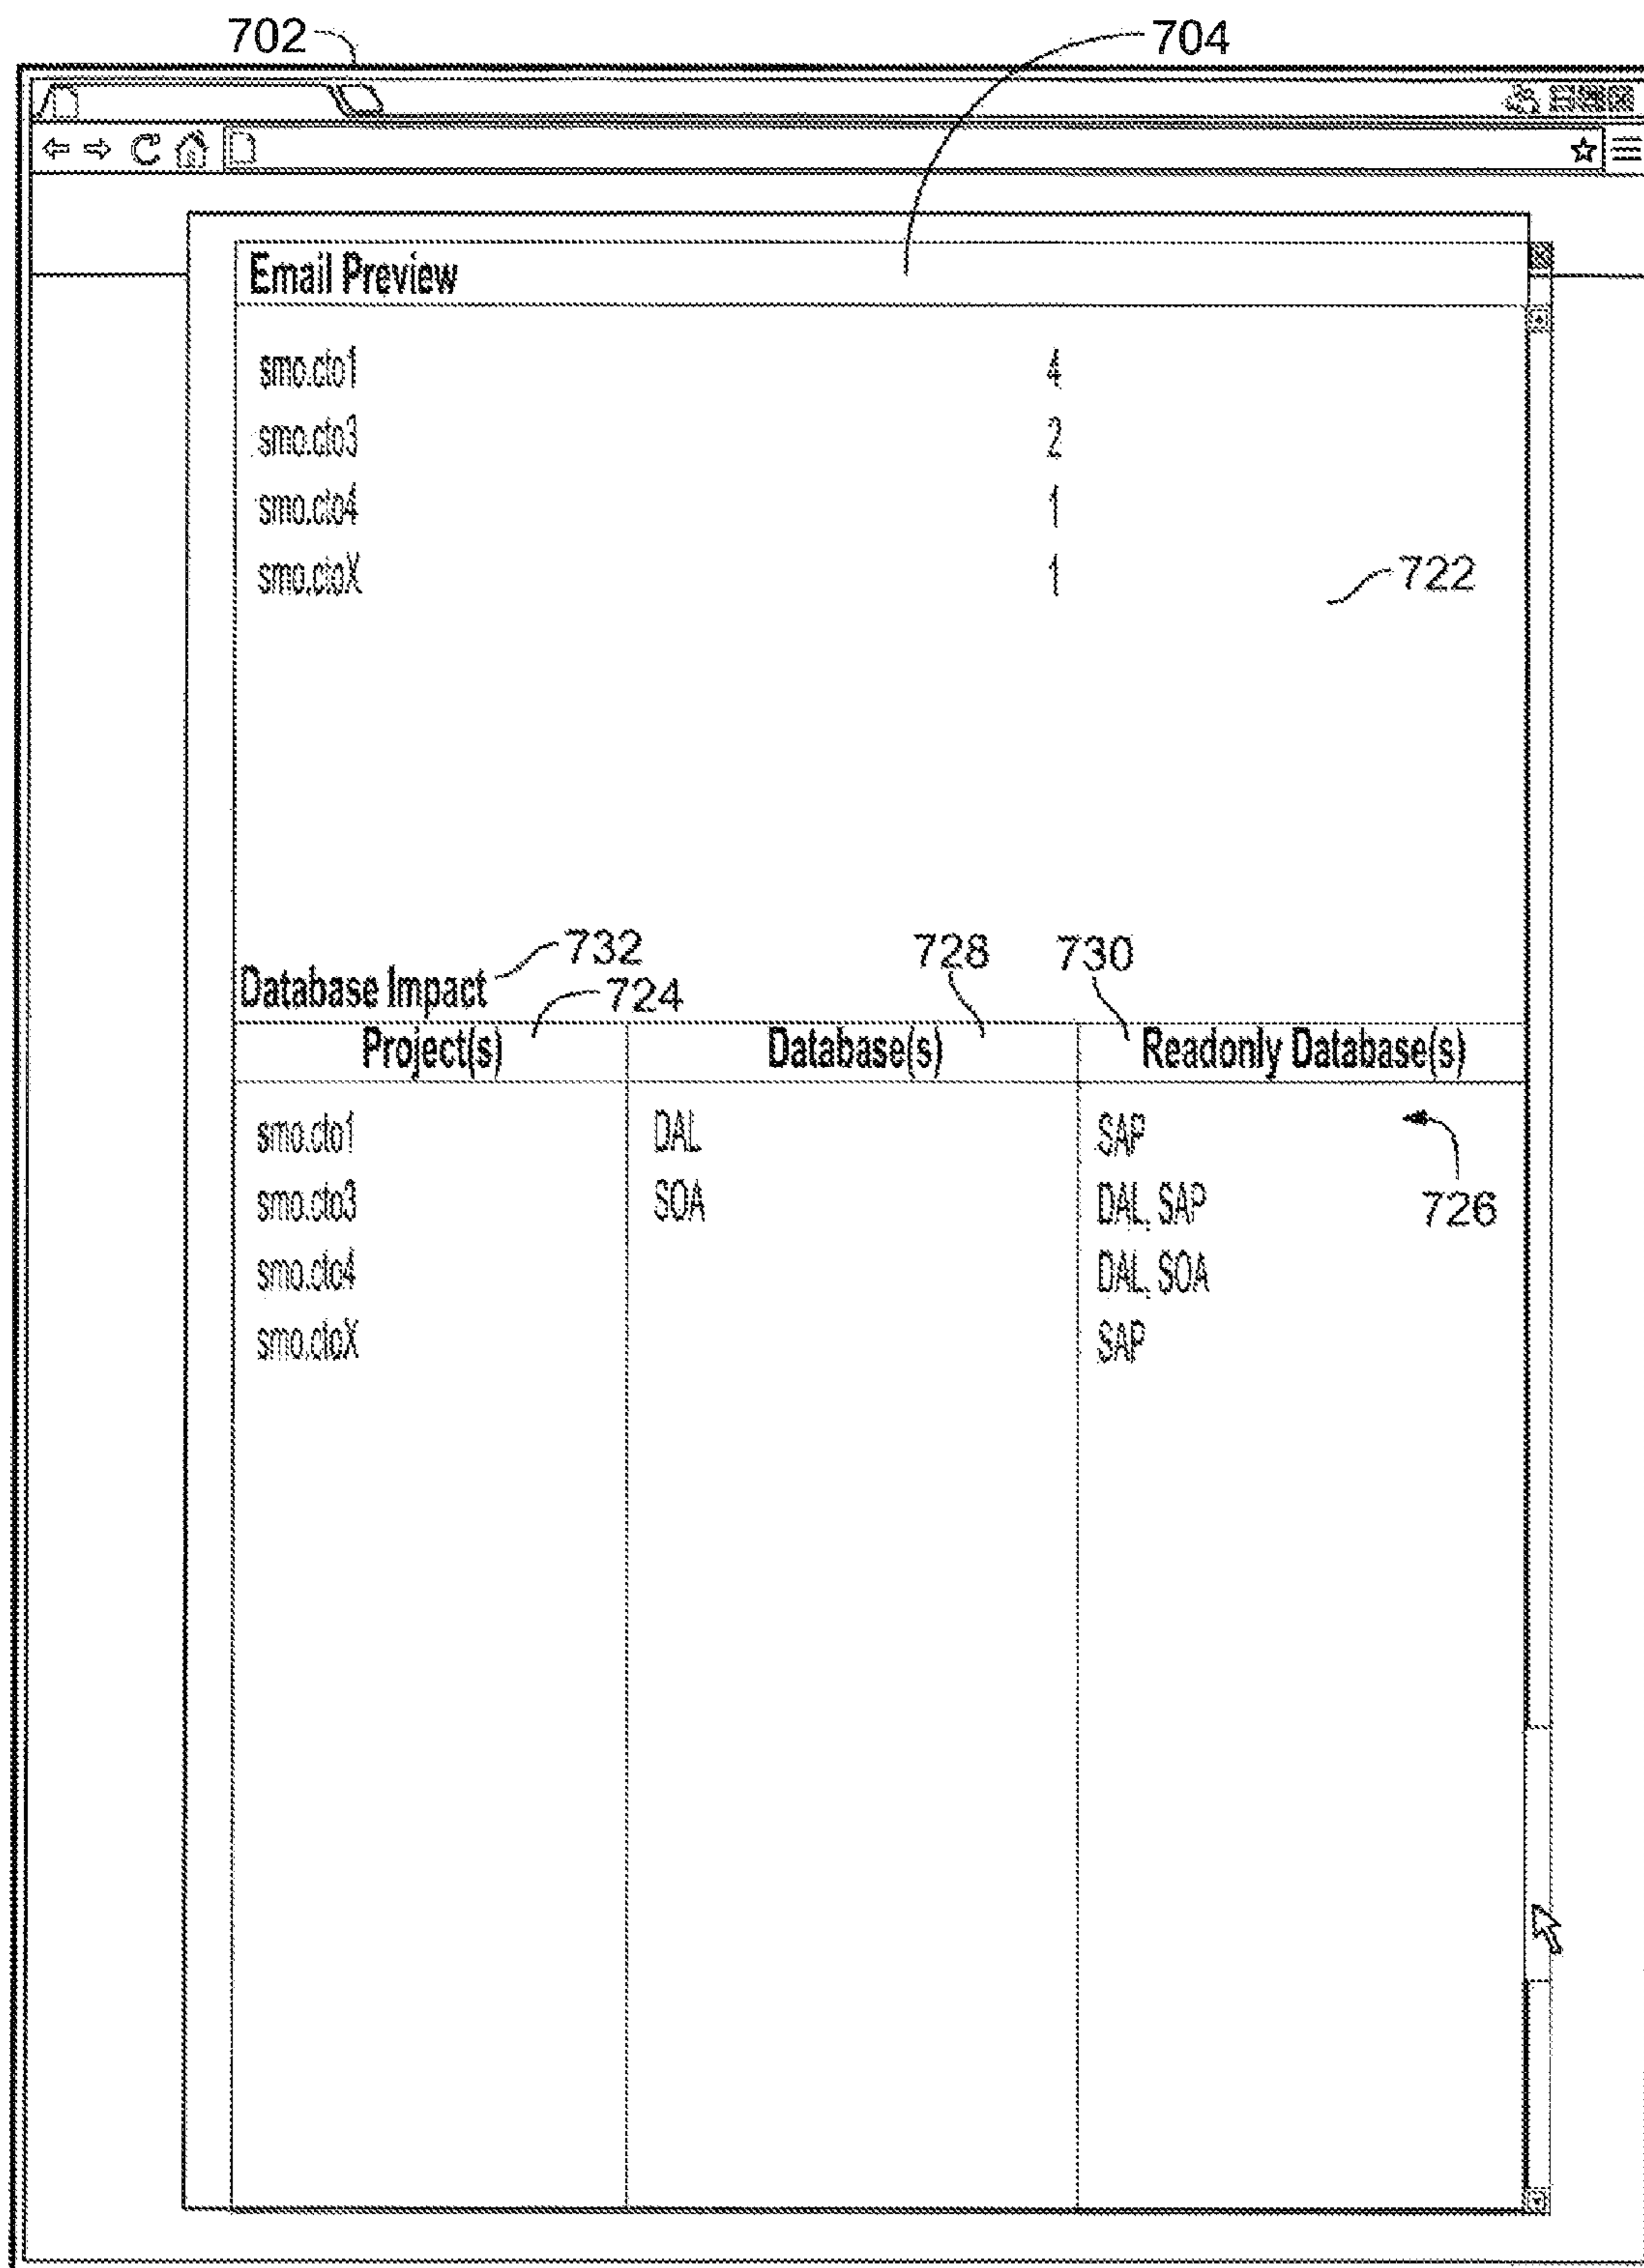 702
704
Email Preview
smo.cto1 4
smo.cto3 2
smo.cto4 1
smo.ctoX 1
722
732
728
730
Database Impact
724
Project(s) Database(s) Readonly Database(s)
smo.cto1 DAL SAP
smo.cto3 SOA DAL, SAP
726
smo.cto4 DAL, SOA
smo.ctoX SAP